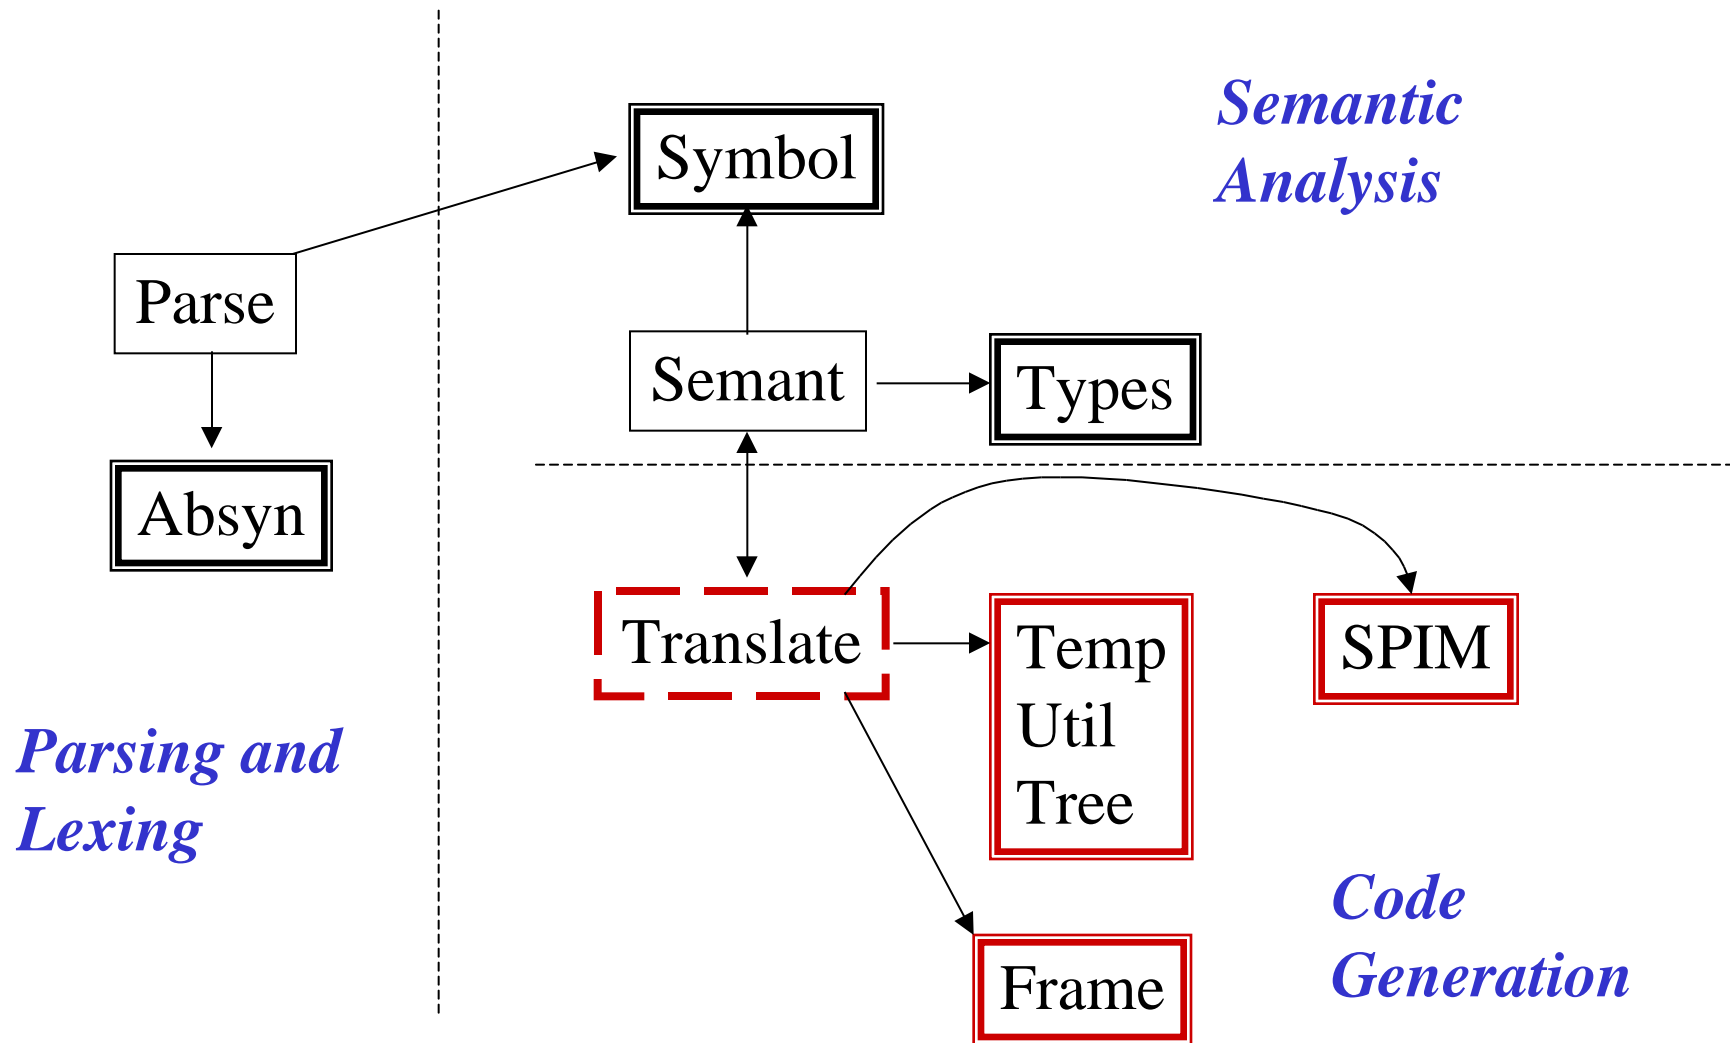 Semantic
Analysis
Symbol
Parse
Semant
Types
Absyn
Translate
Temp
Util
Tree
SPIM
Parsing and
Lexing
Code
Generation
Frame